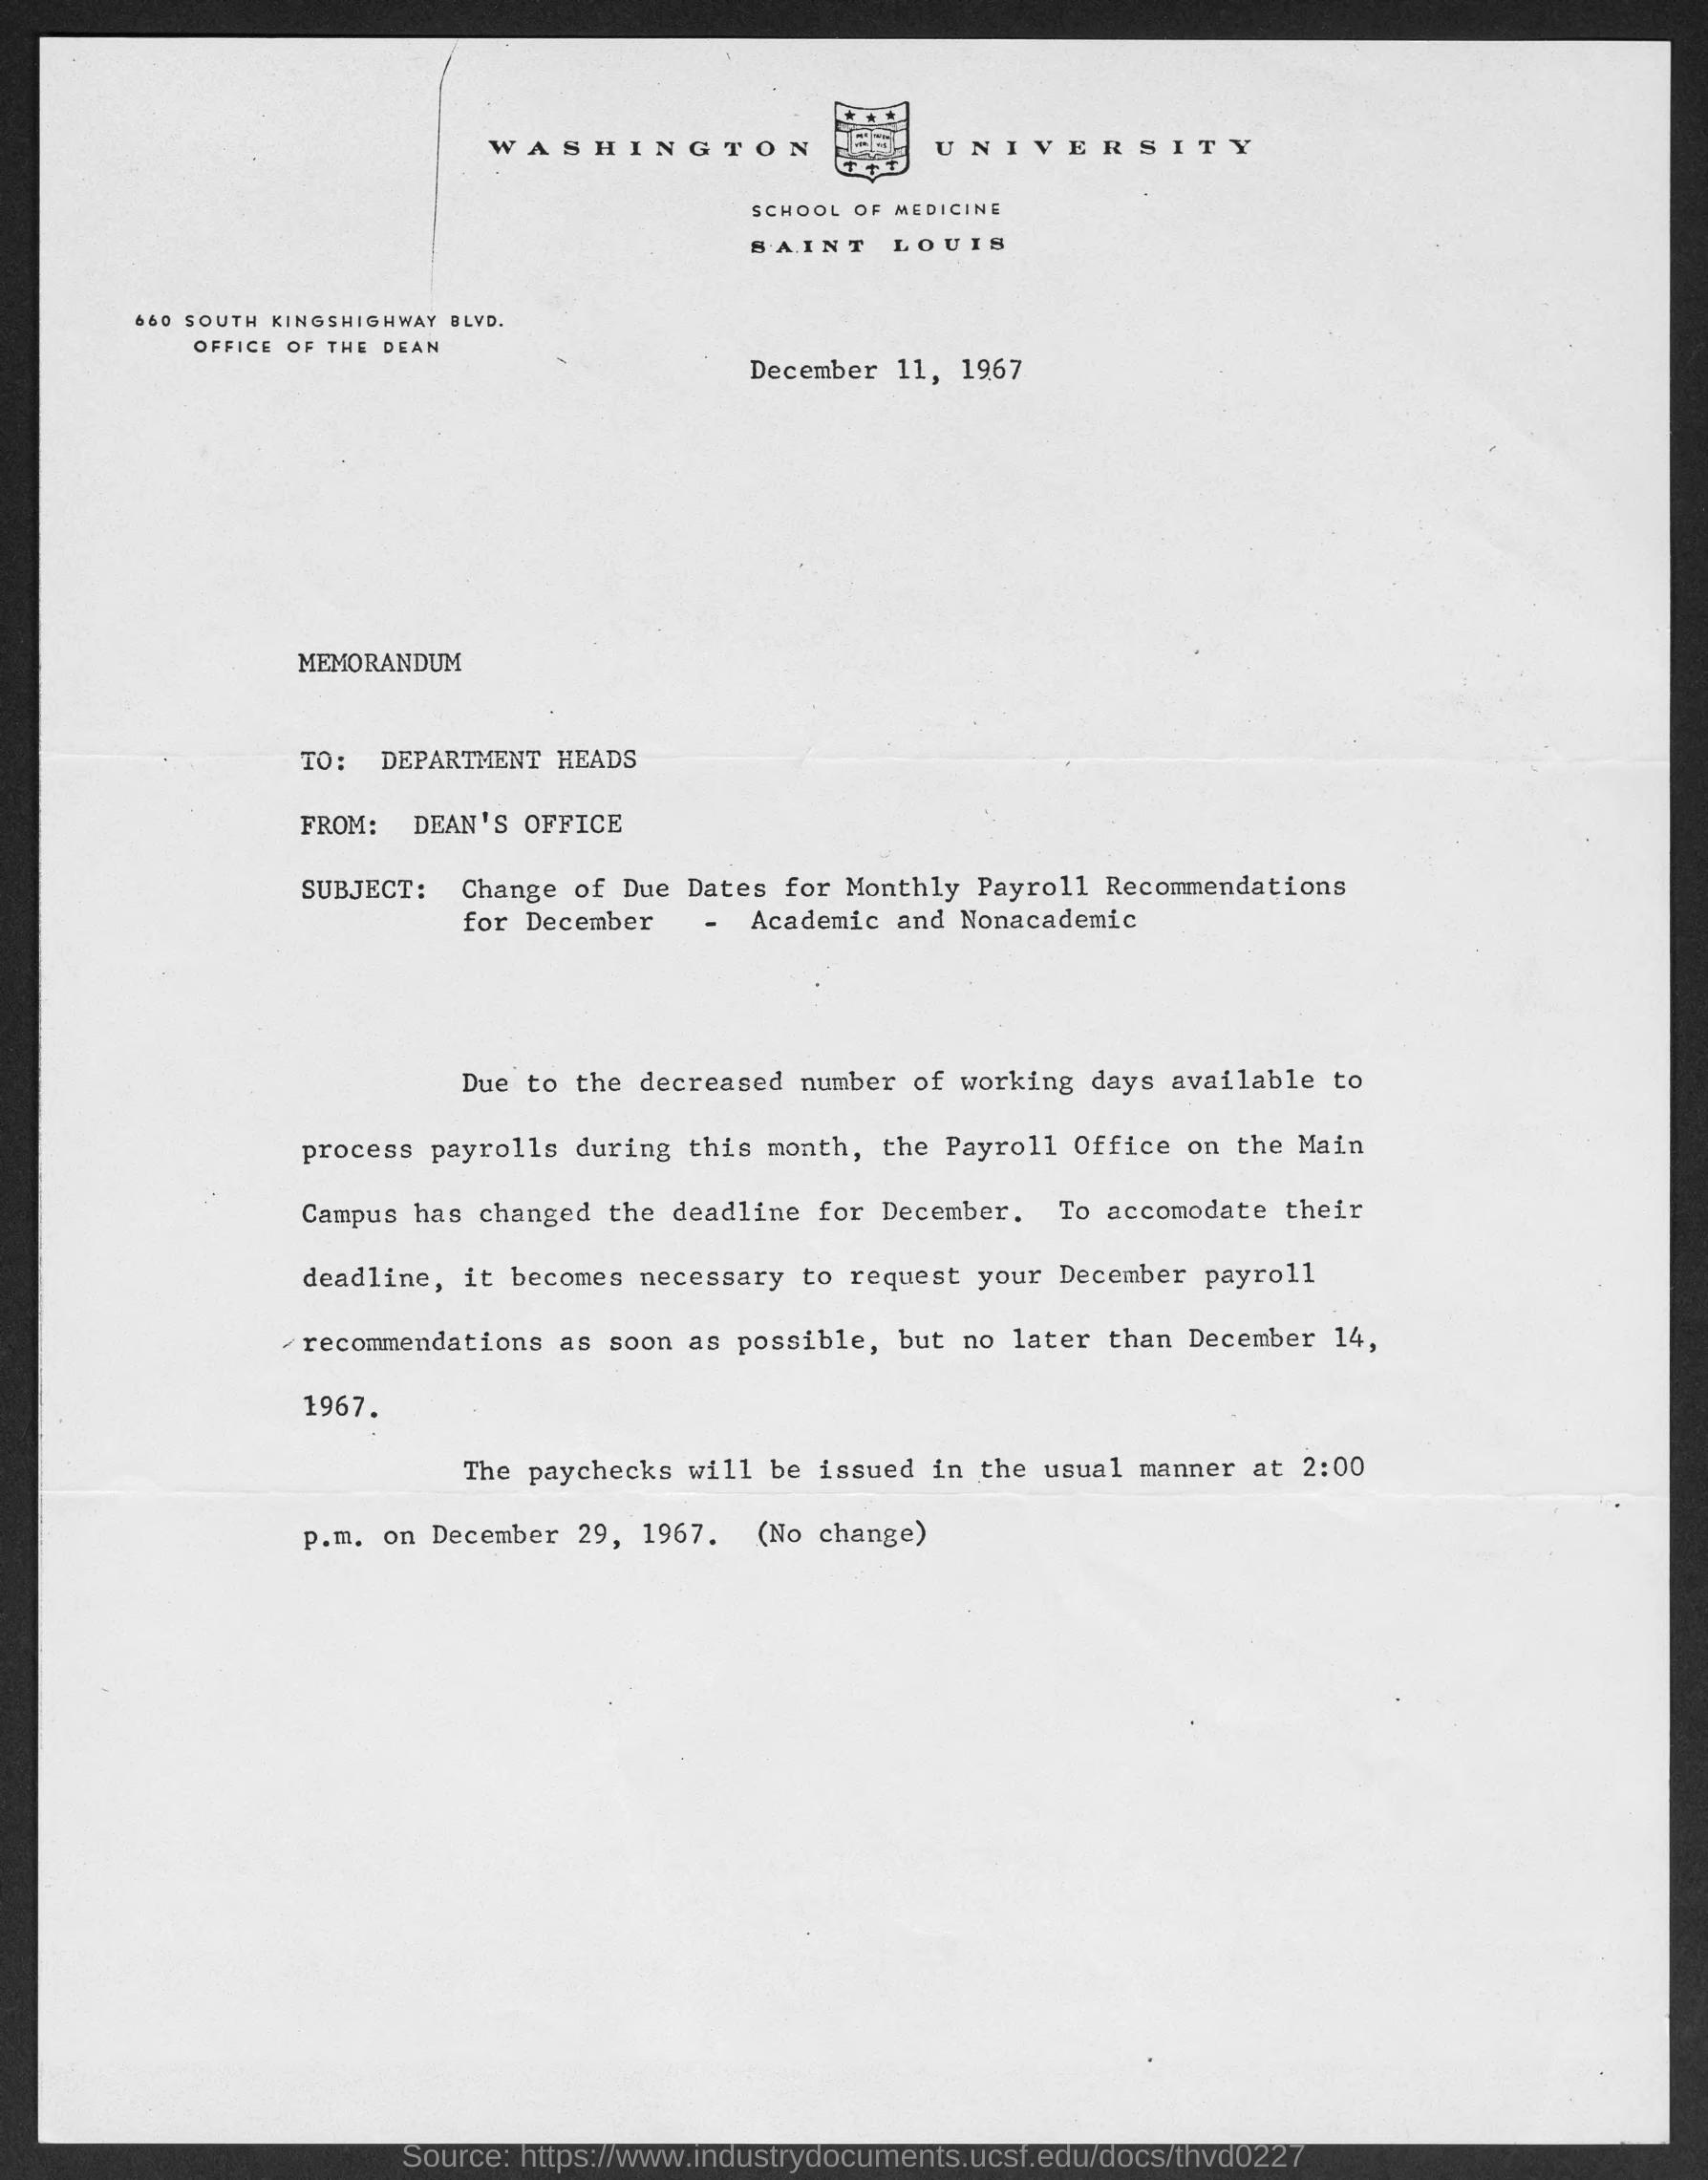 WASHINGTON UNIVERSITY
SCHOOL OF MEDICINE
SAINT LOUIS
660 SOUTH KINGSHIGHWAY BLVD.
OFFICE OF THE DEAN
December 11, 1967
MEMORANDUM
TO: DEPARTMENT HEADS
FROM: DEAN'S OFFICE
SUBJECT: Change of Due Dates for Monthly Payroll Recommendations
for December - Academic and Nonacademic
Due to the decreased number of working days available to
process payrolls during this month, the Payroll Office on the Main
Campus has changed the deadline for December. To accomodate their
deadline, it becomes necessary to request your December payroll
recommendations as soon as possible, but no later than December 14,
1967.
The paychecks will be issued in the usual manner at 2:00
p.m. on December 29, 1967. (No change)
Source: https://www.industrydocuments.ucsf.edu/docs/thvd0227